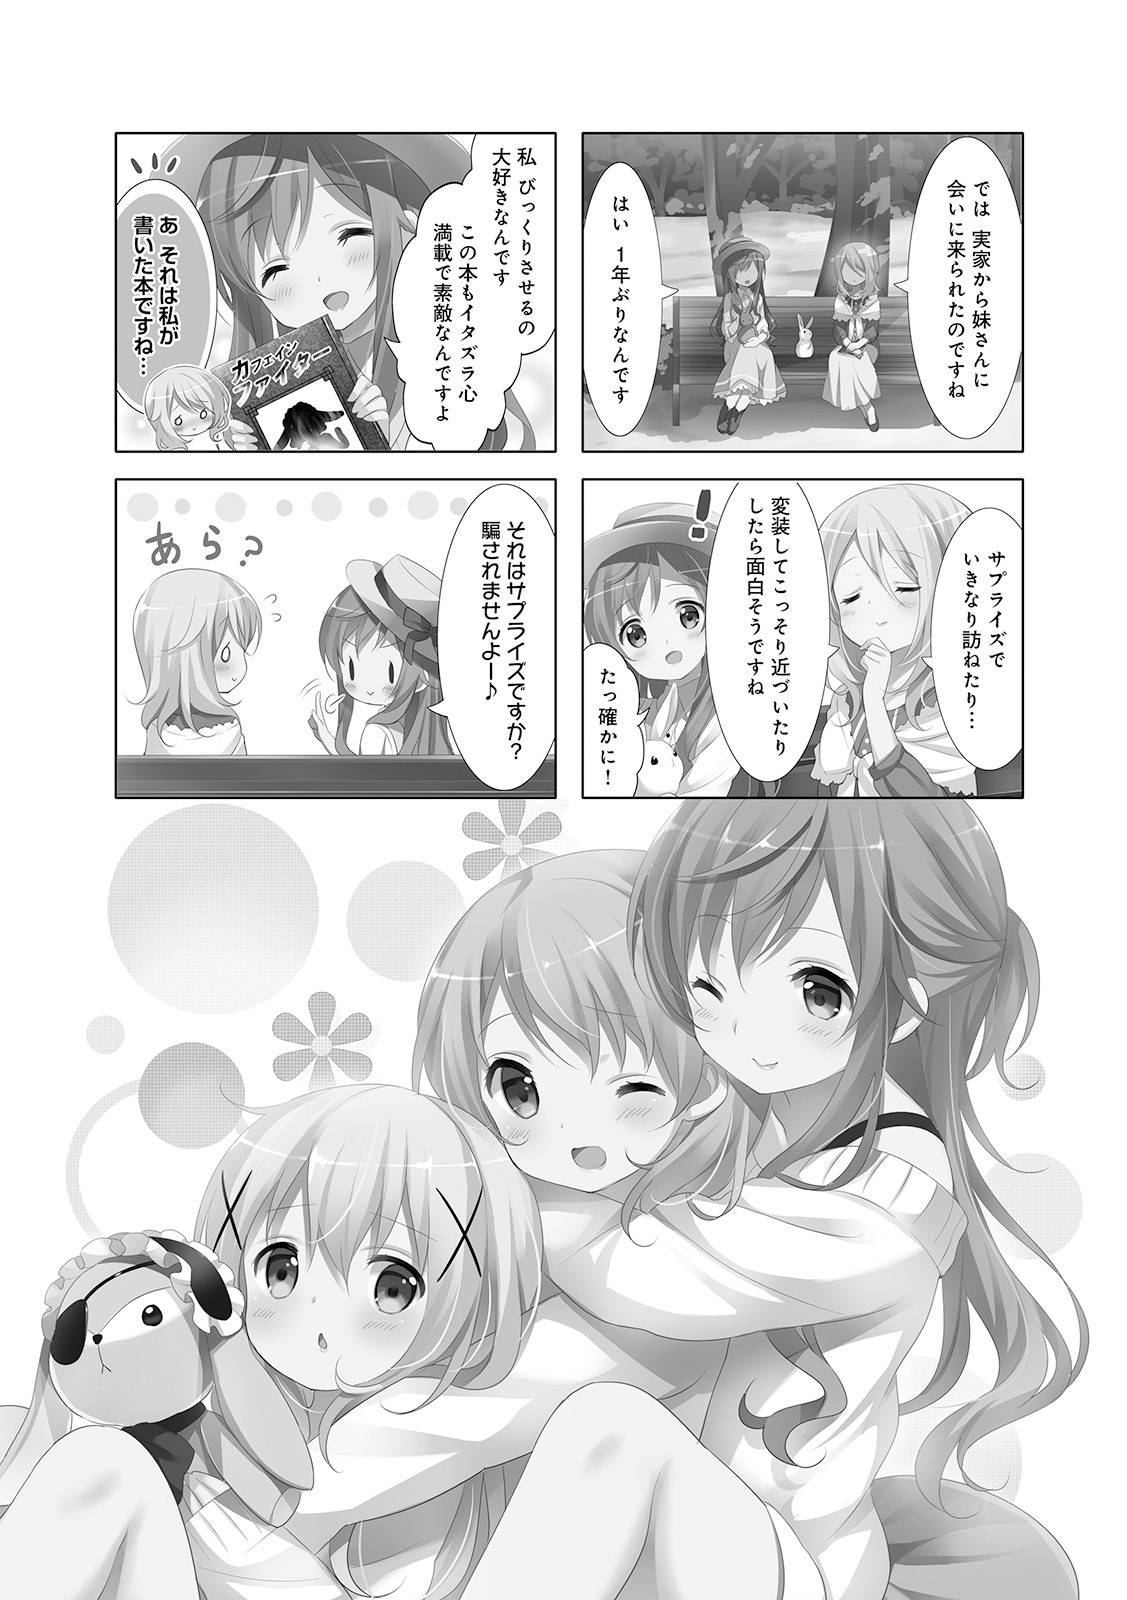 では 実家から妹さんに
会いに来られたのですね
はい 1年ぶりなんです
サプライズで
いきなり訪ねたり…
変装してこっそり近づいたり
したら面白そうですね
!
たっ確かに!
私 びっくりさせるの
大好きなんです
この本もイタズラ心
満載で素敵なんですよ
カフェイン
ファイター
あ それは私が
書いた本ですね…
それはサプライズですか?
騙されませんよー♪
あら?